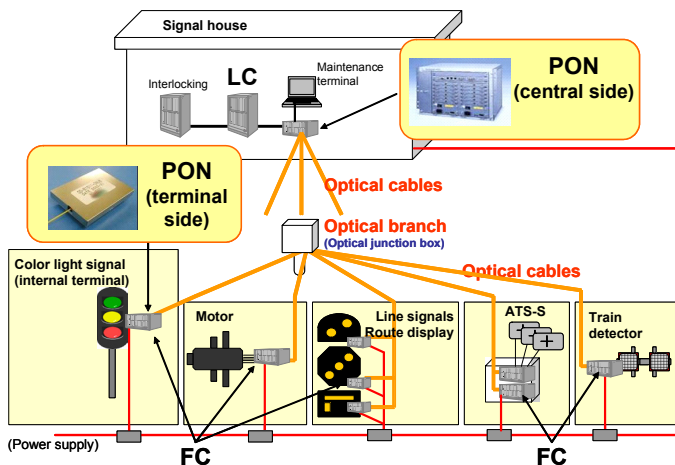 Signal house
Interlocking
LC
Maintenance
terminal
PON
(central side)
PON
(terminal
side)
Optical cables
Optical branch
(Optical junction box)
Optical cables
Color light signal
(internal terminal)
Motor
Line signals
Route display
ATS-S
Train
detector
(Power supply)
FC
FC